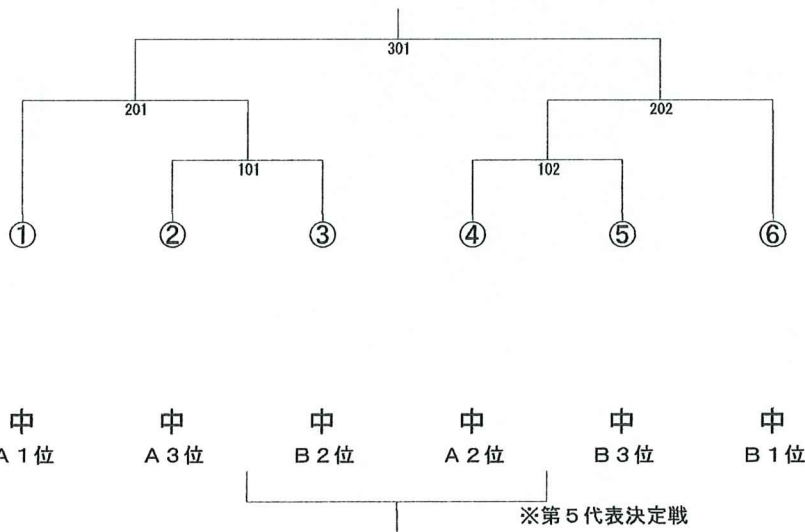 301
201 202
101 102
① ② ③ ④ ⑤ ⑥
中 中 中 中 中 中
A1位 A3位 B2位 A2位 B3位 B1位
※第5代表決定戦